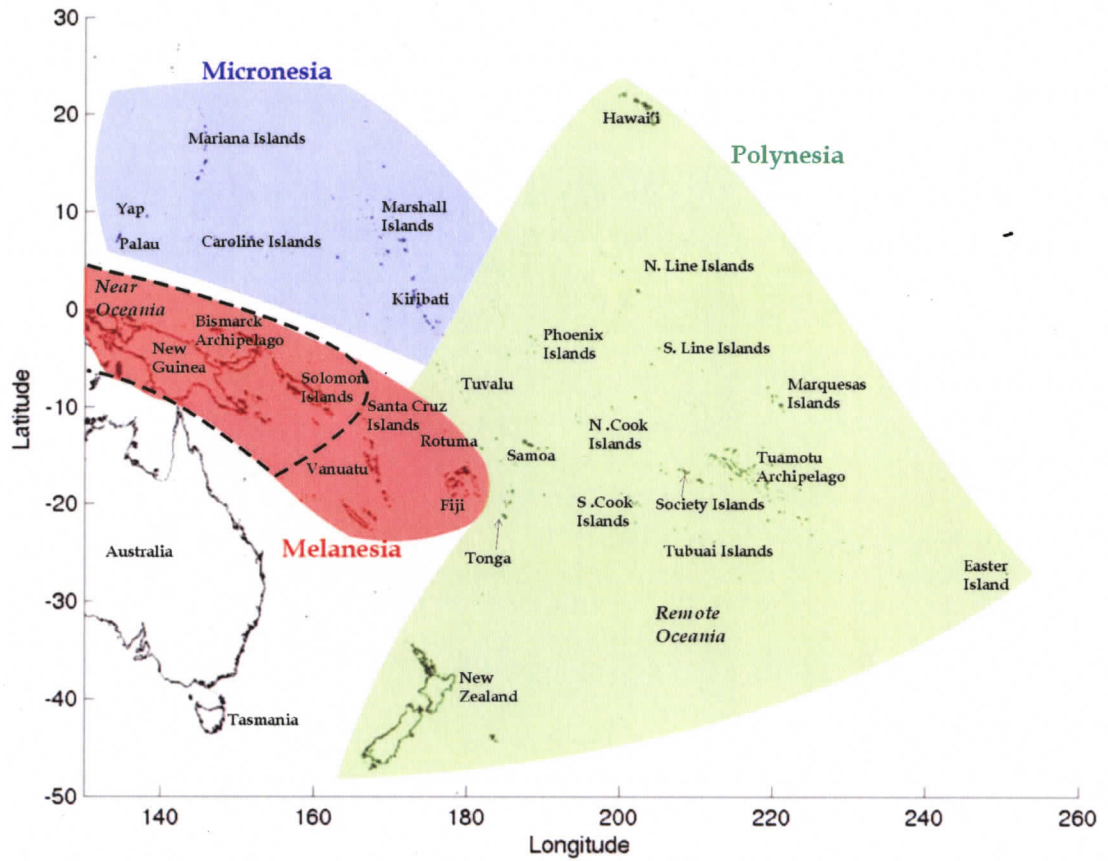 30
Micronesia
20
Hawai'i
Mariana Islands
Polynesia
10
Yap
Marshall
Islands
Palau
Caroline Islands
N. Line Islands
Kiribati
0
Near
Oceania
Bismarck
Archipelago
New
Guinea
Phoenix
Islands
S. Line Islands
Solomon
Islands
Tuvalu
Marquesas
Islands
-10
Santa Cruz
Islands
Rotuma
N .Cook
Islands
Samoa
Vanuatu
Tuamotu
Archipelago
-20
Fiji
S .Cook
Islands
Society Islands
Melanesia
Australia
Tonga
Tubuai Islands
Easter
Island
-30
Remote
Oceania
New
Zealand
-40
Tasmania
-50
Latitude
140
160
180
200
220
240
260
Longitude